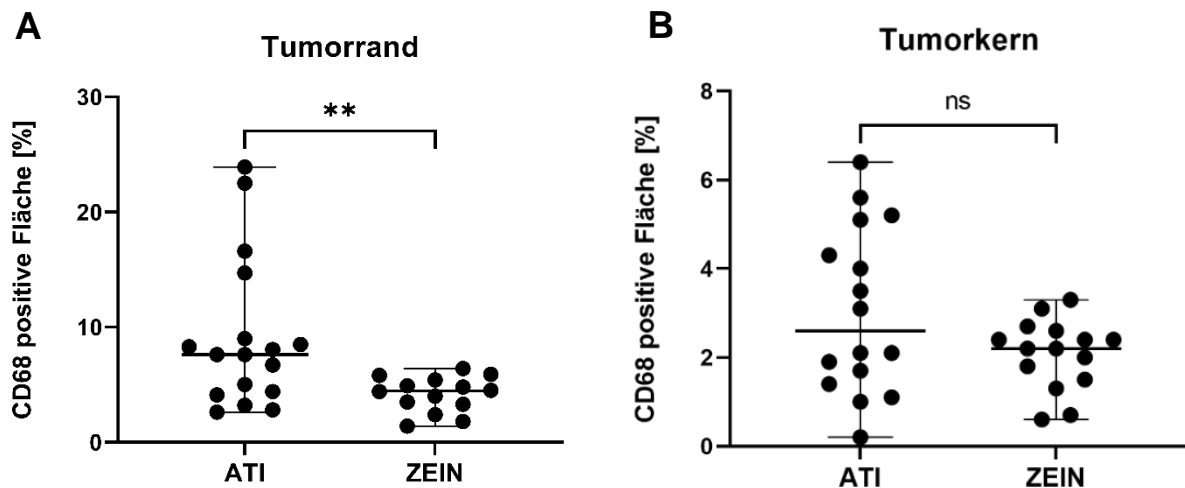 A
Tumorrand
CD68 positive Fläche [%]
30
20
10
0
**
ATI
ZEIN
B
Tumorkern
CD68 positive Fläche [%]
8
6
4
2
0
ns
ATI
ZEIN